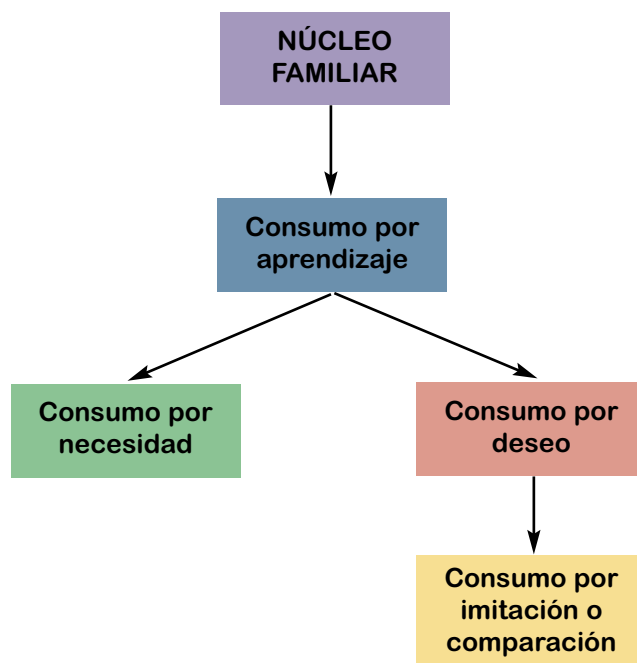 NÚCLEO
FAMILIAR
Consumo por
aprendizaje
Consumo por
necesidad
Consumo por
deseo
Consumo por
imitación o
comparación